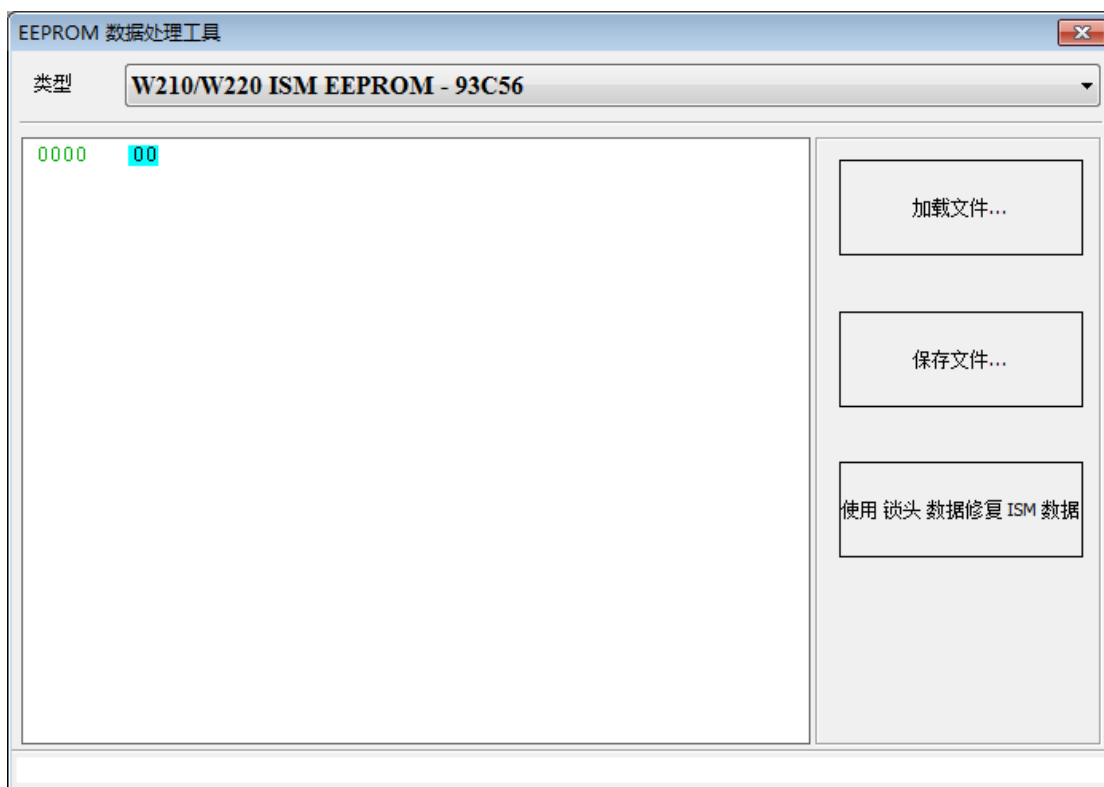 EEPROM 数据处理工具
类型
W210/W220 ISM EEPROM - 93C56
0000 00
加载文件...
保存文件...
使用 锁头 数据修复 ISM 数据